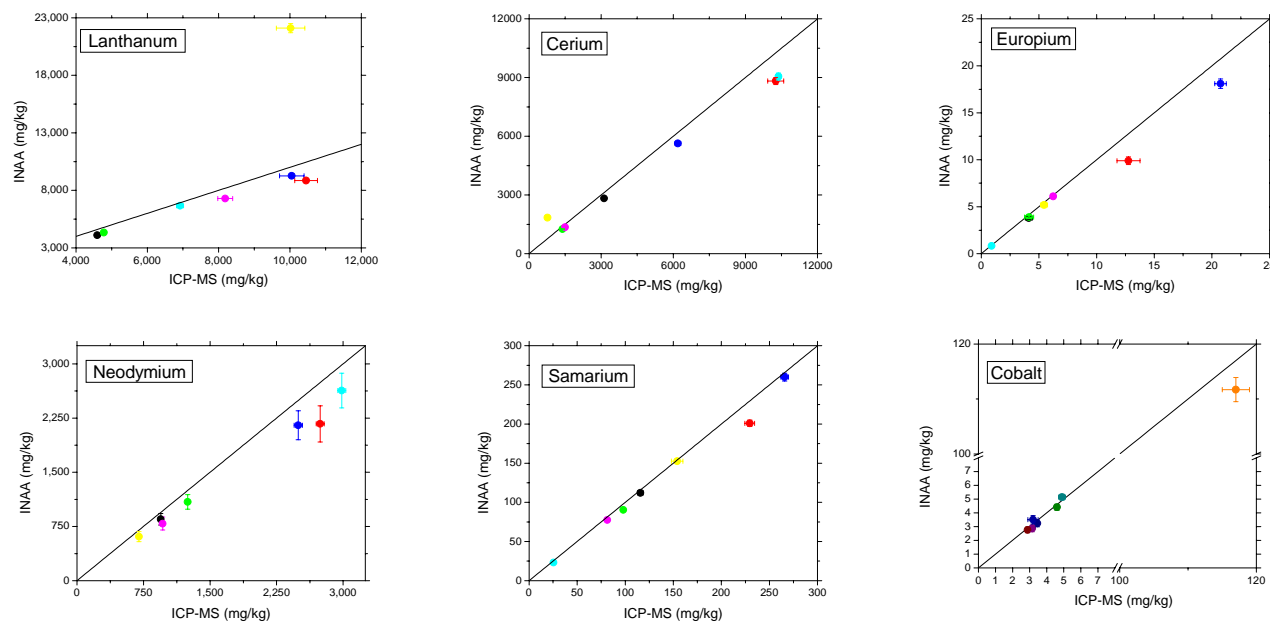 Lanthanum
23,000
18,000
13,000
8,000
3,000
4,000 6,000 8,000 10,000 12,000
INAA (mg/kg)
ICP-MS (mg/kg)
Cerium
12000
9000
6000
3000
0
0 3000 6000 9000 12000
INAA (mg/kg)
ICP-MS (mg/kg)
Europium
25
20
15
10
5
0
0 5 10 15 20 25
INAA (mg/kg)
ICP-MS (mg/kg)
Neodymium
3,000
2,250
1,500
750
0
0 750 1,500 2,250 3,000
INAA (mg/kg)
ICP-MS (mg/kg)
Samarium
300
250
200
150
100
50
0
0 50 100 150 200 250 300
INAA (mg/kg)
ICP-MS (mg/kg)
Cobalt
120
100
7
6
5
4
3
2
1
0
0 1 2 3 4 5 6 7 100 120
INAA (mg/kg)
ICP-MS (mg/kg)